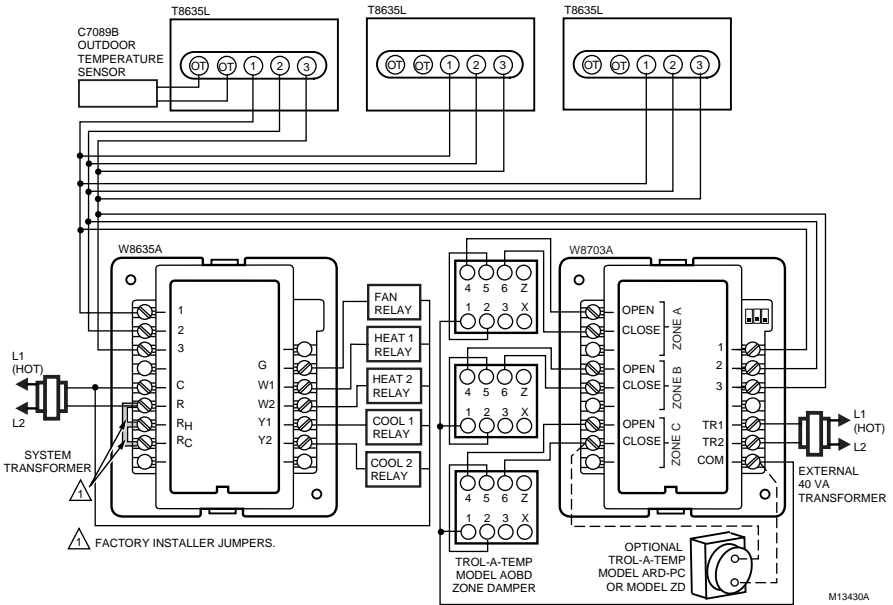 T8635L
T8635L
T8635L
C7089B
OUTDOOR
TEMPERATURE
SENSOR
OT OT 1 2 3
OT OT 1 2 3
OT OT 1 2 3
W8635A
1
2
3
C
R
RH
RC
G
W1
W2
Y1
Y2
L1
(HOT)
L2
SYSTEM
TRANSFORMER
1
1 FACTORY INSTALLER JUMPERS.
FAN
RELAY
HEAT 1
RELAY
HEAT 2
RELAY
COOL 1
RELAY
COOL 2
RELAY
4 5 6 Z
1 2 3 X
4 5 6 Z
1 2 3 X
4 5 6 Z
1 2 3 X
TROL-A-TEMP
MODEL AOBD
ZONE DAMPER
W8703A
OPEN
CLOSE
ZONE A
OPEN
CLOSE
ZONE B
OPEN
CLOSE
ZONE C
1
2
3
TR1
TR2
COM
L1
(HOT)
L2
EXTERNAL
40 VA
TRANSFORMER
OPTIONAL
TROL-A-TEMP
MODEL ARD-PC
OR MODEL ZD
M13430A